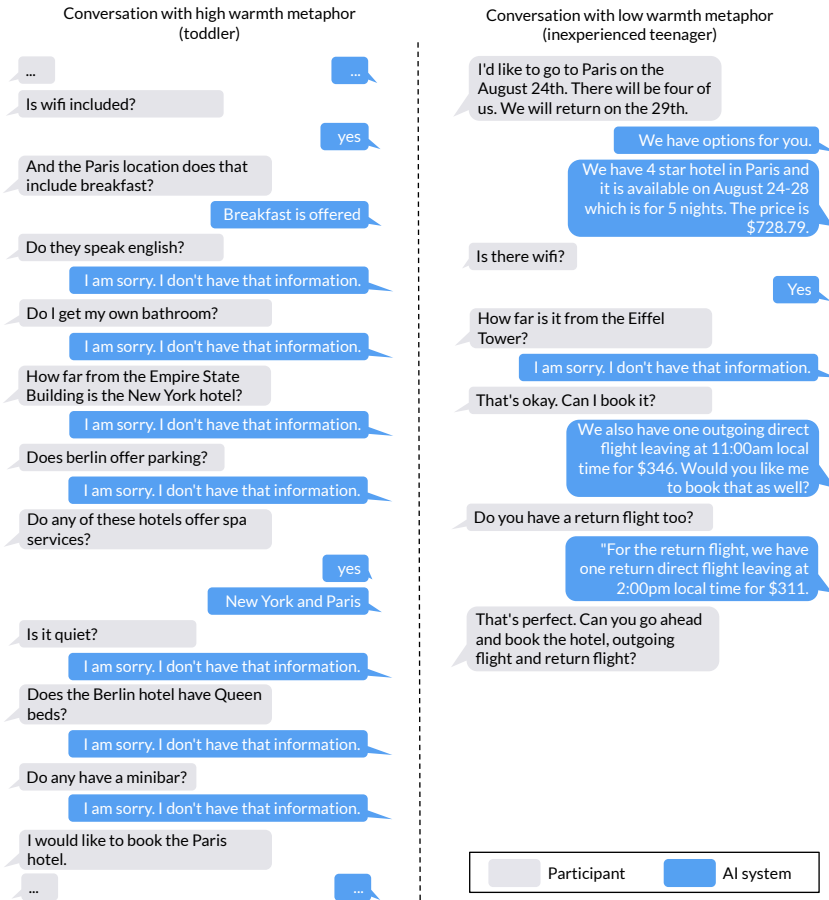 Conversation with high warmth metaphor
(toddler)
...
...
Is wifi included?
yes
And the Paris location does that
include breakfast?
Breakfast is offered
Do they speak english?
I am sorry. I don't have that information.
Do I get my own bathroom?
I am sorry. I don't have that information.
How far from the Empire State
Building is the New York hotel?
I am sorry. I don't have that information.
Does berlin offer parking?
I am sorry. I don't have that information.
Do any of these hotels offer spa
services?
yes
New York and Paris
Is it quiet?
I am sorry. I don't have that information.
Does the Berlin hotel have Queen
beds?
I am sorry. I don't have that information.
Do any have a minibar?
I am sorry. I don't have that information.
I would like to book the Paris
hotel.
...
...
Conversation with low warmth metaphor
(inexperienced teenager)
I'd like to go to Paris on the
August 24th. There will be four of
us. We will return on the 29th.
We have options for you.
We have 4 star hotel in Paris and
it is available on August 24-28
which is for 5 nights. The price is
$728.79.
Is there wifi?
Yes
How far is it from the Eiffel
Tower?
I am sorry. I don't have that information.
That's okay. Can I book it?
We also have one outgoing direct
flight leaving at 11:00am local
time for $346. Would you like me
to book that as well?
Do you have a return flight too?
"For the return flight, we have
one return direct flight leaving at
2:00pm local time for $311.
That's perfect. Can you go ahead
and book the hotel, outgoing
flight and return flight?
Participant
AI system